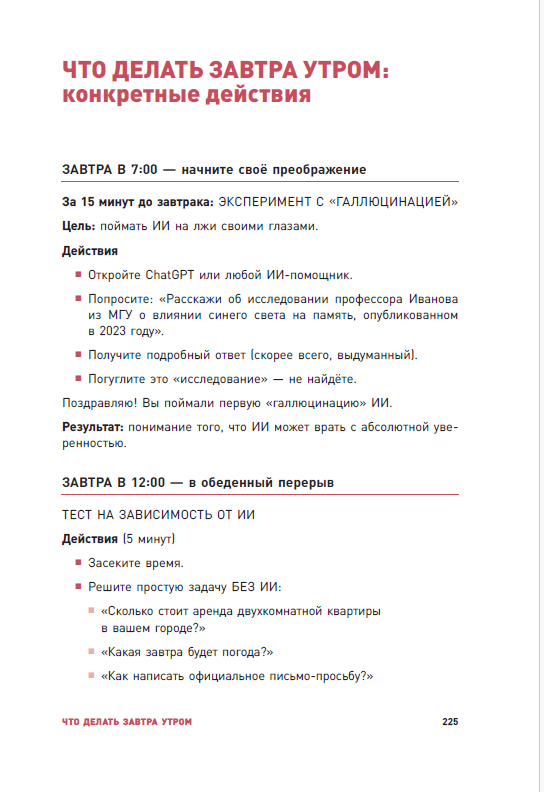 ЧТО ДЕЛАТЬ ЗАВТРА УТРОМ:
конкретные действия
ЗАВТРА В 7:00 — начните своё преображение
За 15 минут до завтрака: ЭКСПЕРИМЕНТ С «ГАЛЛЮЦИНАЦИЕЙ»
Цель: поймать ИИ на лжи своими глазами.
Действия
■ Откройте ChatGPT или любой ИИ-помощник.
■ Попросите: «Расскажи об исследовании профессора Иванова
из МГУ о влиянии синего света на память, опубликованном
в 2023 году».
■ Получите подробный ответ (скорее всего, выдуманный).
■ Погуглите это «исследование» — не найдёте.
Поздравляю! Вы поймали первую «галлюцинацию» ИИ.
Результат: понимание того, что ИИ может врать с абсолютной уве-
ренностью.
ЗАВТРА В 12:00 — в обеденный перерыв
ТЕСТ НА ЗАВИСИМОСТЬ ОТ ИИ
Действия (5 минут)
■ Засеките время.
■ Решите простую задачу БЕЗ ИИ:
■ «Сколько стоит аренда двухкомнатной квартиры
в вашем городе?»
■ «Какая завтра будет погода?»
■ «Как написать официальное письмо-просьбу?»
ЧТО ДЕЛАТЬ ЗАВТРА УТРОМ 225